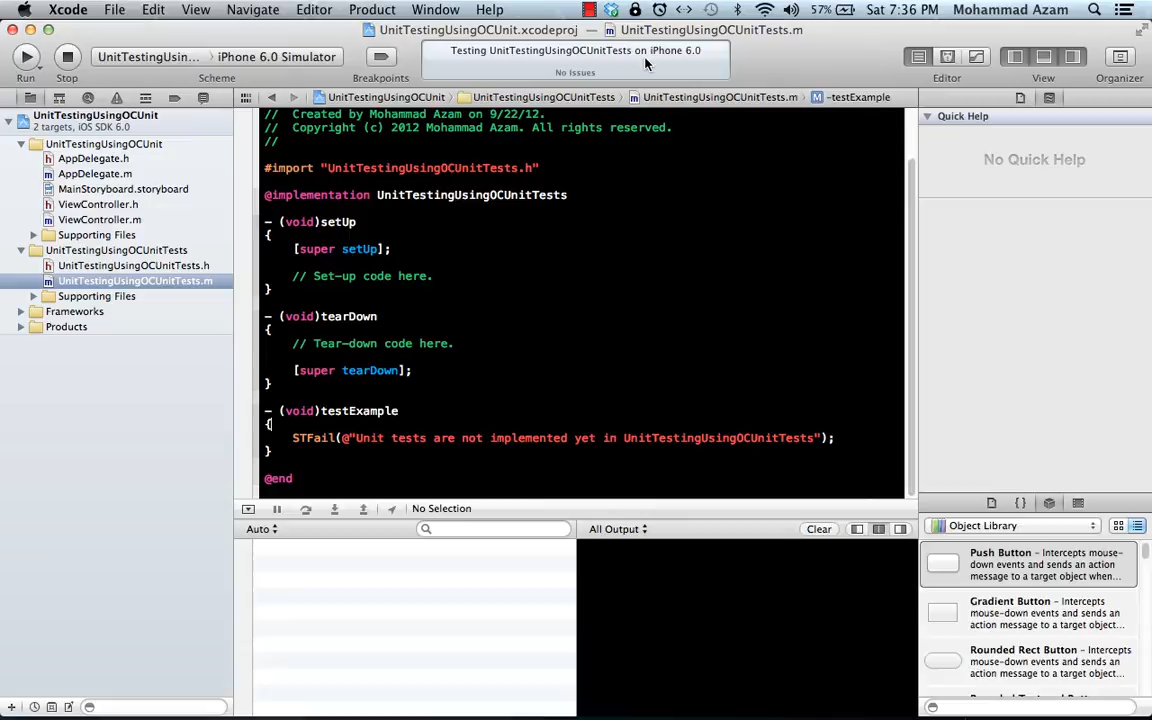 Xcode File Edit View Navigate Editor Product Window Help 57% Sat 7:36 PM Mohammad Azam
UnitTestingUsingOCUnit.xcodeproj — UnitTestingUsingOCUnitTests.m
UnitTestingUsingOC... iPhone 6.0 Simulator
Testing UnitTestingUsingOCUnitTests on iPhone 6.0
No Issues
Run Stop Scheme Breakpoints Editor View Organizer
UnitTestingUsingOCUnit UnitTestingUsingOCUnitTests UnitTestingUsingOCUnitTests.m M -testExample
UnitTestingUsingOCUnit
2 targets, iOS SDK 6.0
UnitTestingUsingOCUnit
h AppDelegate.h
m AppDelegate.m
MainStoryboard.storyboard
h ViewController.h
m ViewController.m
Supporting Files
UnitTestingUsingOCUnitTests
h UnitTestingUsingOCUnitTests.h
m UnitTestingUsingOCUnitTests.m
Supporting Files
Frameworks
Products
// Created by Mohammad Azam on 9/22/12.
// Copyright (c) 2012 Mohammad Azam. All rights reserved.
//
#import "UnitTestingUsingOCUnitTests.h"
@implementation UnitTestingUsingOCUnitTests
- (void)setUp
{
[super setUp];
// Set-up code here.
}
- (void)tearDown
{
// Tear-down code here.
[super tearDown];
}
- (void)testExample
{
STFail(@"Unit tests are not implemented yet in UnitTestingUsingOCUnitTests");
}
@end
No Selection
Auto
All Output
Clear
Quick Help
No Quick Help
{ }
Object Library
Push Button - Intercepts mouse-
down events and sends an action
message to a target object when...
Gradient Button - Intercepts
mouse-down events and sends an
action message to a target object...
Rounded Rect Button - Intercepts
mouse-down events and sends an
action message to a target object...